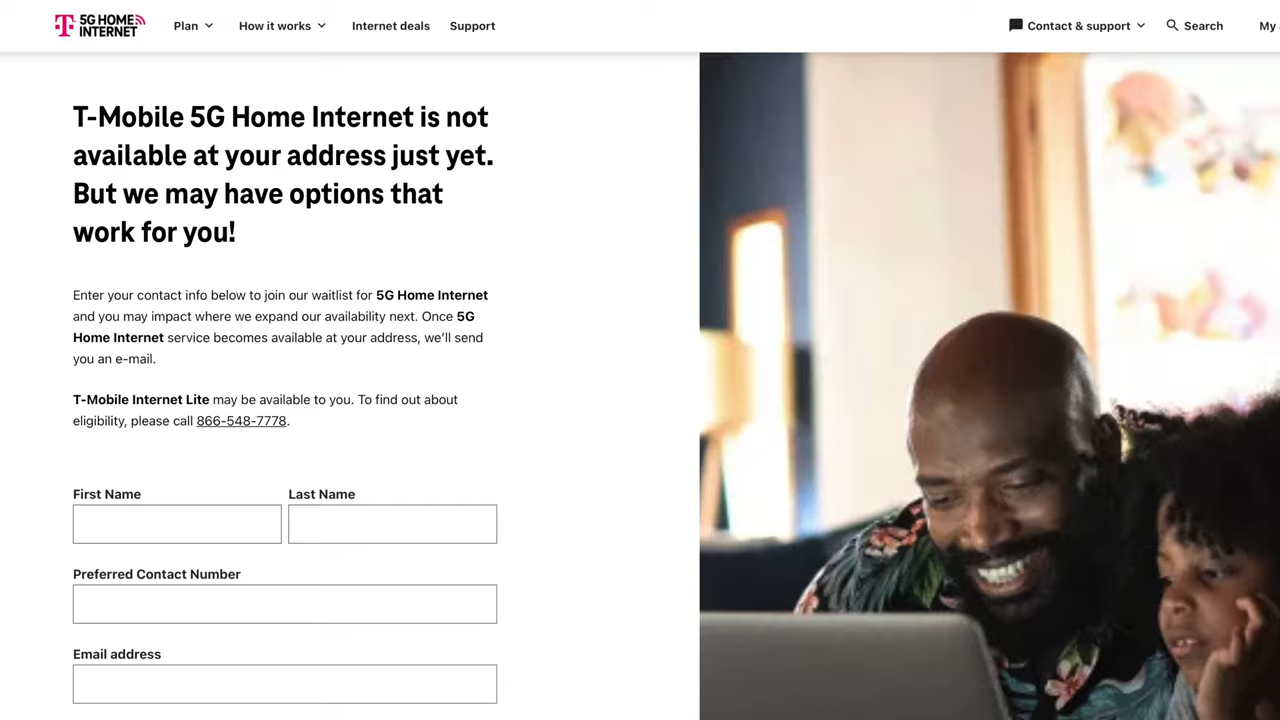 T 5G HOME
INTERNET
Plan
How it works
Internet deals
Support
Contact & support
Search
My
T-Mobile 5G Home Internet is not
available at your address just yet.
But we may have options that
work for you!
Enter your contact info below to join our waitlist for 5G Home Internet
and you may impact where we expand our availability next. Once 5G
Home Internet service becomes available at your address, we’ll send
you an e-mail.
T-Mobile Internet Lite may be available to you. To find out about
eligibility, please call 866-548-7778.
First Name
Last Name
Preferred Contact Number
Email address